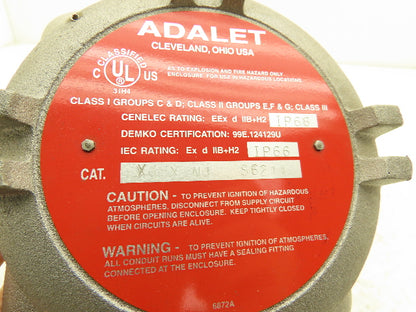 ADALET
CLEVELAND, OHIO USA
CLASSIFIED
C UL US
31H4
AS TO EXPLOSION AND FIRE HAZARD ONLY
ENCLOSURE FOR USE IN HAZARDOUS LOCATIONS
CLASS I GROUPS C & D; CLASS II GROUPS E,F & G; CLASS III
CENELEC RATING: EEx d IIB+H2 IP66
DEMKO CERTIFICATION: 99E.124129U
IEC RATING: Ex d IIB+H2 IP66
CAT. X
CAUTION - TO PREVENT IGNITION OF HAZARDOUS
ATMOSPHERES, DISCONNECT FROM SUPPLY CIRCUIT
BEFORE OPENING ENCLOSURE. KEEP TIGHTLY CLOSED
WHEN CIRCUITS ARE ALIVE.
WARNING - TO PREVENT IGNITION OF HAZARDOUS
ATMOSPHERES, ALL CONDUIT RUNS MUST HAVE A SEALING FITTING
CONNECTED AT THE ENCLOSURE.
6872A